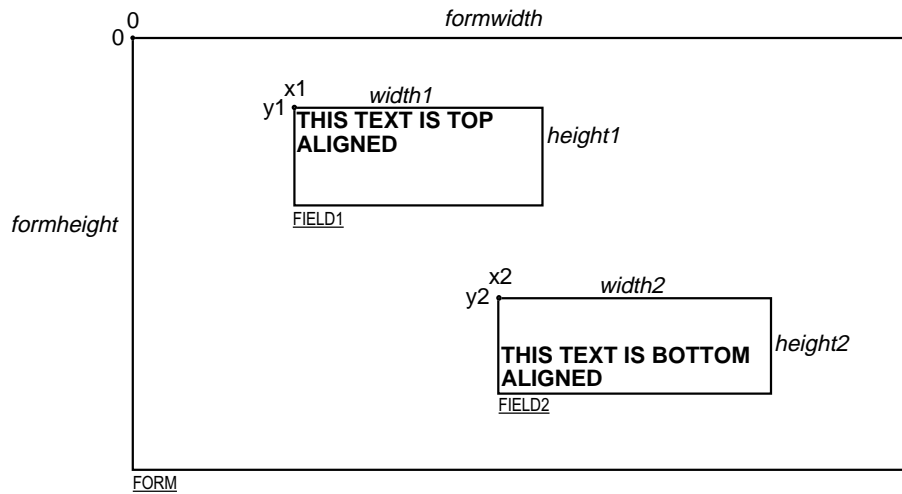 0
formwidth
0
x1
width1
y1
THIS TEXT IS TOP
ALIGNED
height1
FIELD1
formheight
x2
width2
y2
THIS TEXT IS BOTTOM
ALIGNED
height2
FIELD2
FORM